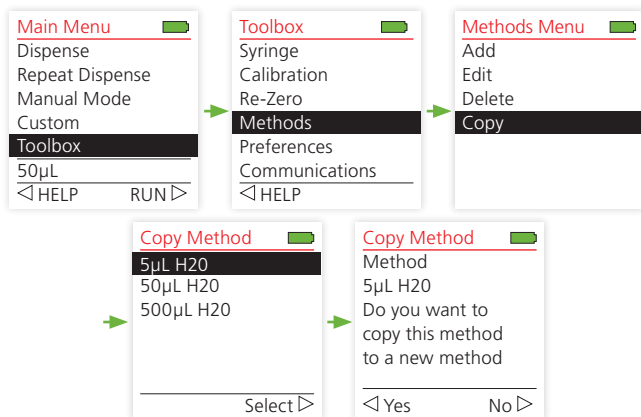 Main Menu
Dispense
Repeat Dispense
Manual Mode
Custom
Toolbox
50µL
◁ HELP RUN ▷
Toolbox
Syringe
Calibration
Re-Zero
Methods
Preferences
Communications
◁ HELP
Methods Menu
Add
Edit
Delete
Copy
Copy Method
5µL H20
50µL H20
500µL H20
Select ▷
Copy Method
Method
5µL H20
Do you want to
copy this method
to a new method
◁ Yes No ▷